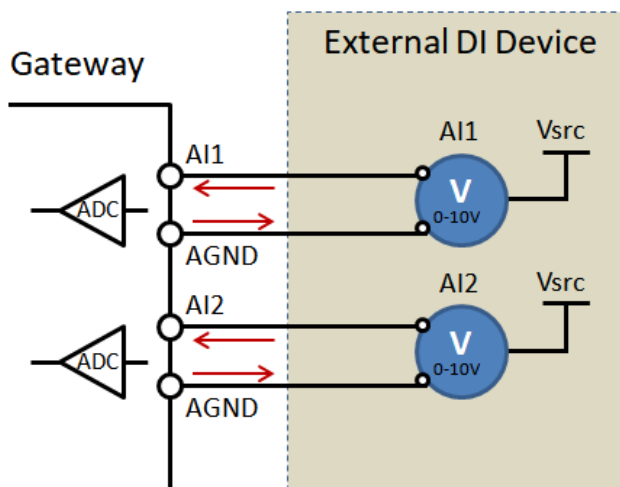 External DI Device
Gateway
AI1
Vsrc
AI1
V
0-10V
ADC
AGND
AI2
Vsrc
AI2
V
0-10V
ADC
AGND